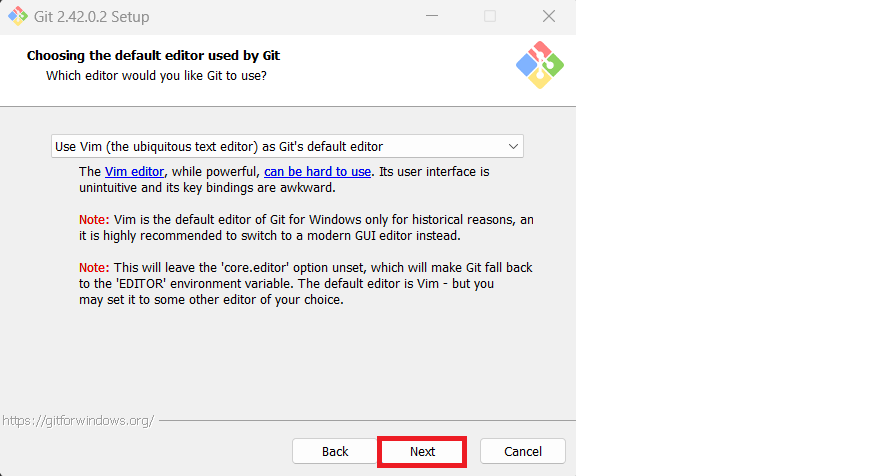 Git 2.42.0.2 Setup
Choosing the default editor used by Git
Which editor would you like Git to use?
Use Vim (the ubiquitous text editor) as Git's default editor
The Vim editor, while powerful, can be hard to use. Its user interface is
unintuitive and its key bindings are awkward.
Note: Vim is the default editor of Git for Windows only for historical reasons, an
it is highly recommended to switch to a modern GUI editor instead.
Note: This will leave the 'core.editor' option unset, which will make Git fall back
to the 'EDITOR' environment variable. The default editor is Vim - but you
may set it to some other editor of your choice.
https://gitforwindows.org/
Back Next Cancel